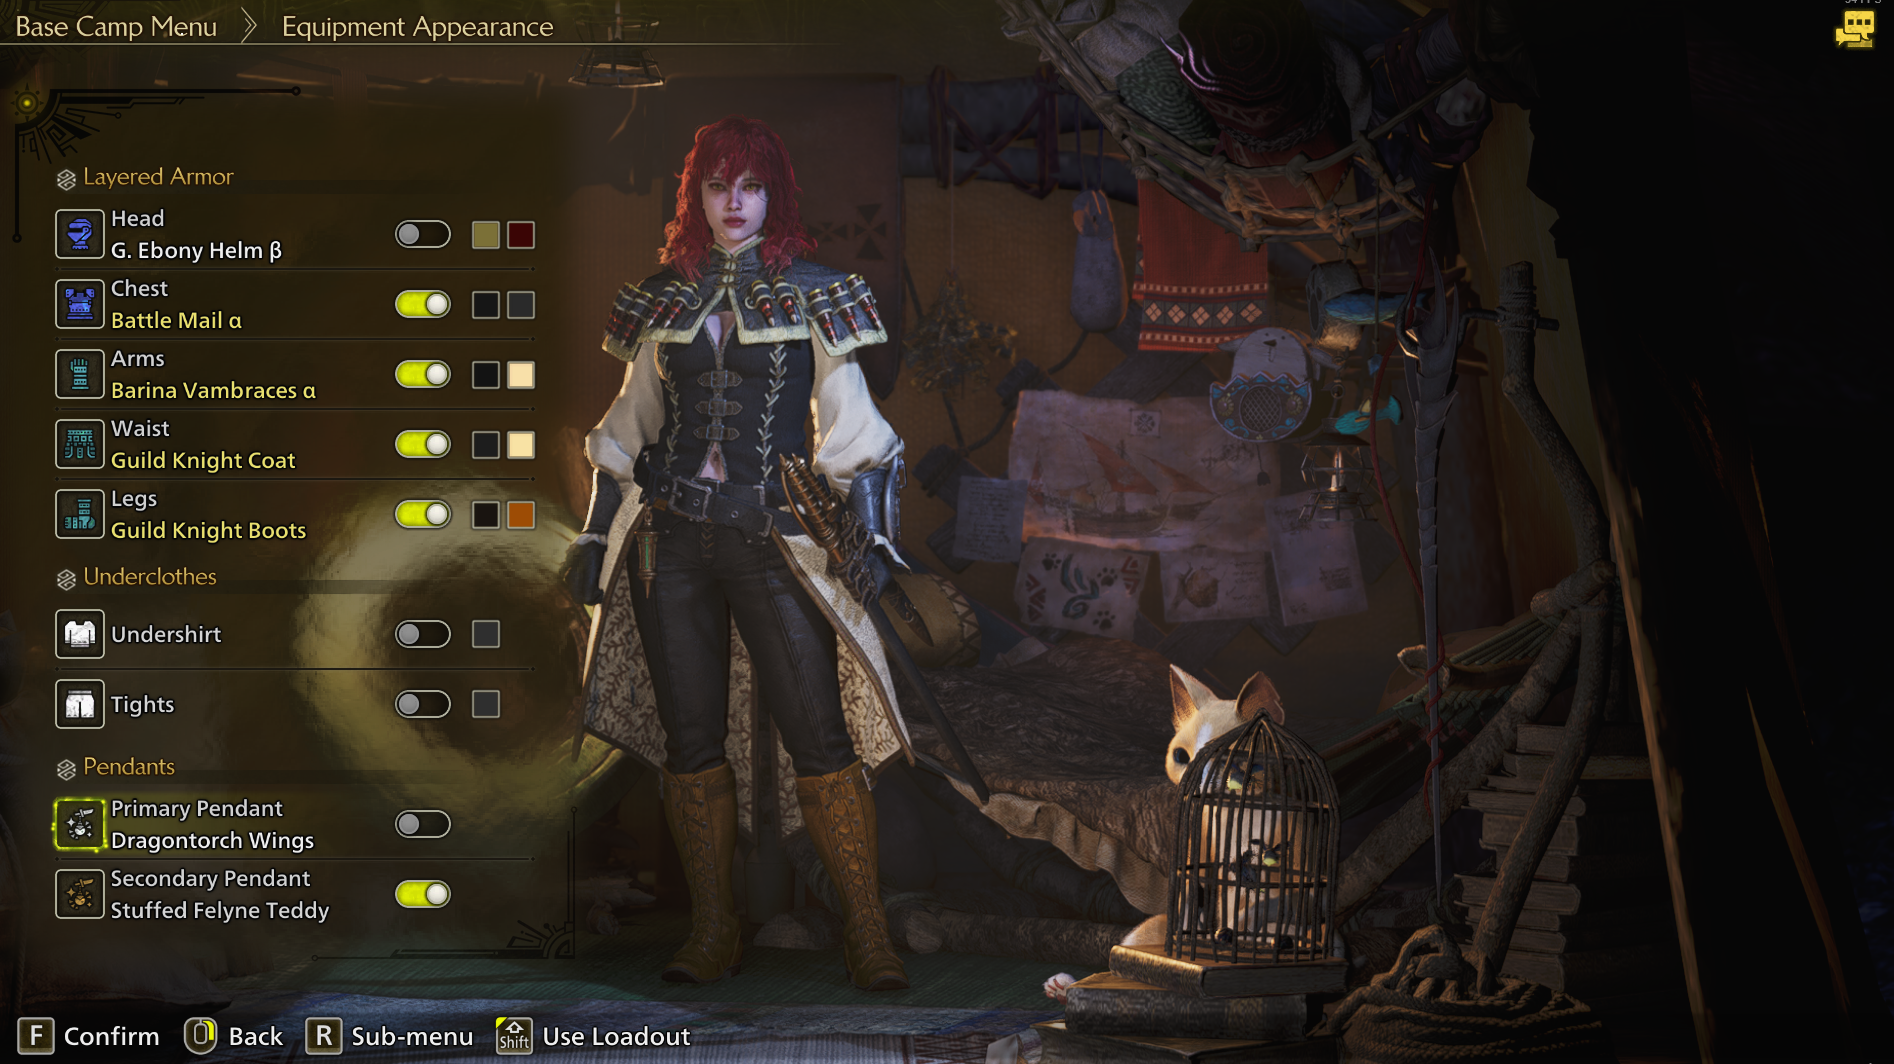 Base Camp Menu
Equipment Appearance
Layered Armor
Head
G. Ebony Helm β
Chest
Battle Mail α
Arms
Barina Vambraces α
Waist
Guild Knight Coat
Legs
Guild Knight Boots
Underclothes
Undershirt
Tights
Pendants
Primary Pendant
Dragontorch Wings
Secondary Pendant
Stuffed Felyne Teddy
F Confirm
Back
R Sub-menu
Shift Use Loadout